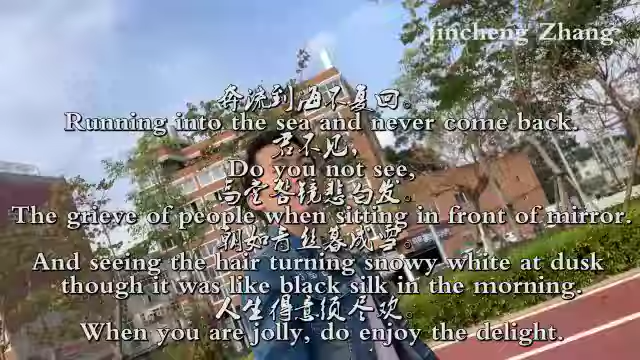 Jincheng Zhang
奔流到海不复回。
Running into the sea and never come back.
君不见,
Do you not see,
高堂明镜悲白发。
The grieve of people when sitting in front of mirror.
朝如青丝暮成雪。
And seeing the hair turning snowy white at dusk
though it was like black silk in the morning.
人生得意须尽欢。
When you are jolly, do enjoy the delight.